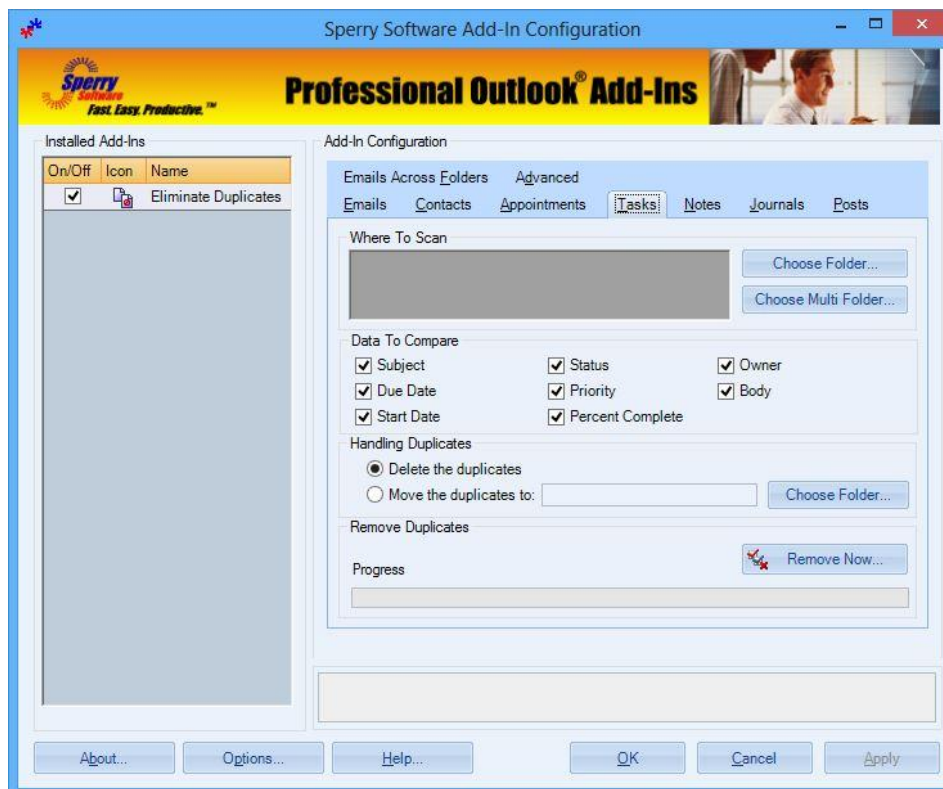 Sperry Software Add-In Configuration
Sperry
Software
Fast. Easy. Productive.™
Professional Outlook® Add-Ins
Installed Add-Ins
On/Off Icon Name
Eliminate Duplicates
Add-In Configuration
Emails Across Folders Advanced
Emails Contacts Appointments Tasks Notes Journals Posts
Where To Scan
Choose Folder...
Choose Multi Folder...
Data To Compare
Subject Status Owner
Due Date Priority Body
Start Date Percent Complete
Handling Duplicates
Delete the duplicates
Move the duplicates to: Choose Folder...
Remove Duplicates
Remove Now...
Progress
About... Options... Help... OK Cancel Apply